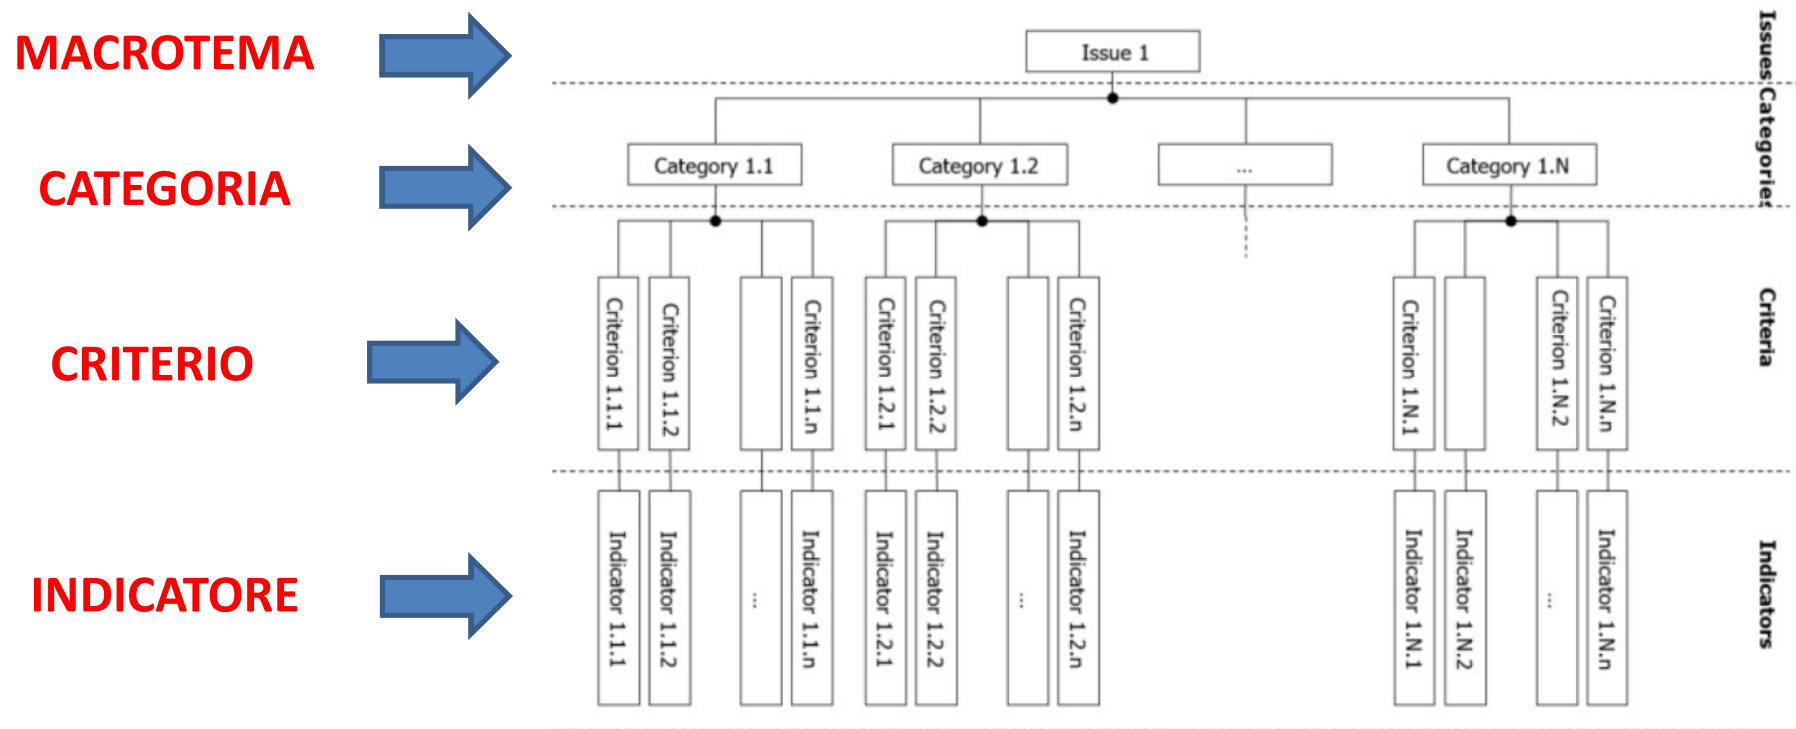 MACROTEMA
Issue 1
Issues
CATEGORIA
Category 1.1
Category 1.2
...
Category 1.N
Categories
CRITERIO
Criterion 1.1.1
Criterion 1.1.2
Criterion 1.1.n
Criterion 1.2.1
Criterion 1.2.2
Criterion 1.2.n
Criterion 1.N.1
Criterion 1.N.2
Criterion 1.N.n
Criteria
INDICATORE
Indicator 1.1.1
Indicator 1.1.2
...
Indicator 1.1.n
Indicator 1.2.1
Indicator 1.2.2
...
Indicator 1.2.n
Indicator 1.N.1
Indicator 1.N.2
...
Indicator 1.N.n
Indicators